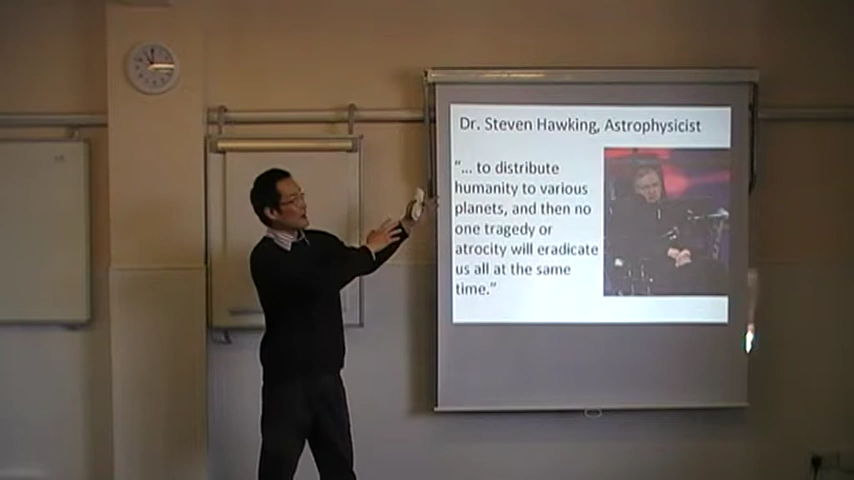 Dr. Steven Hawking, Astrophysicist
“... to distribute
humanity to various
planets, and then no
one tragedy or
atrocity will eradicate
us all at the same
time.”